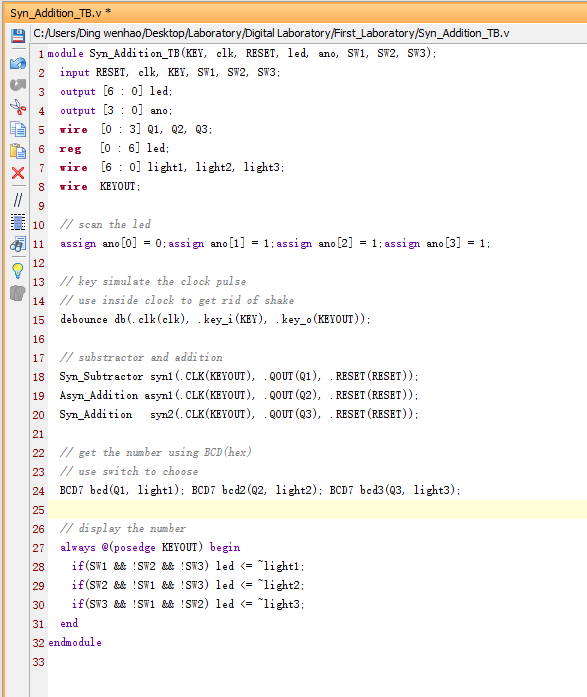 Syn_Addition_TB.v *
C:/Users/Ding wenhao/Desktop/Laboratory/Digital Laboratory/First_Laboratory/Syn_Addition_TB.v
1 module Syn_Addition_TB(KEY, clk, RESET, led, ano, SW1, SW2, SW3);
2 input RESET, clk, KEY, SW1, SW2, SW3;
3 output [6 : 0] led;
4 output [3 : 0] ano;
5 wire [0 : 3] Q1, Q2, Q3;
6 reg [0 : 6] led;
7 wire [6 : 0] light1, light2, light3;
8 wire KEYOUT;
9
10 // scan the led
11 assign ano[0] = 0;assign ano[1] = 1;assign ano[2] = 1;assign ano[3] = 1;
12
13 // key simulate the clock pulse
14 // use inside clock to get rid of shake
15 debounce db(.clk(clk), .key_i(KEY), .key_o(KEYOUT));
16
17 // substractor and addition
18 Syn_Subtractor syn1(.CLK(KEYOUT), .QOUT(Q1), .RESET(RESET));
19 Asyn_Addition asyn1(.CLK(KEYOUT), .QOUT(Q2), .RESET(RESET));
20 Syn_Addition syn2(.CLK(KEYOUT), .QOUT(Q3), .RESET(RESET));
21
22 // get the number using BCD(hex)
23 // use switch to choose
24 BCD7 bcd(Q1, light1); BCD7 bcd2(Q2, light2); BCD7 bcd3(Q3, light3);
25
26 // display the number
27 always @(posedge KEYOUT) begin
28 if(SW1 && !SW2 && !SW3) led <= ~light1;
29 if(SW2 && !SW1 && !SW3) led <= ~light2;
30 if(SW3 && !SW1 && !SW2) led <= ~light3;
31 end
32 endmodule
33